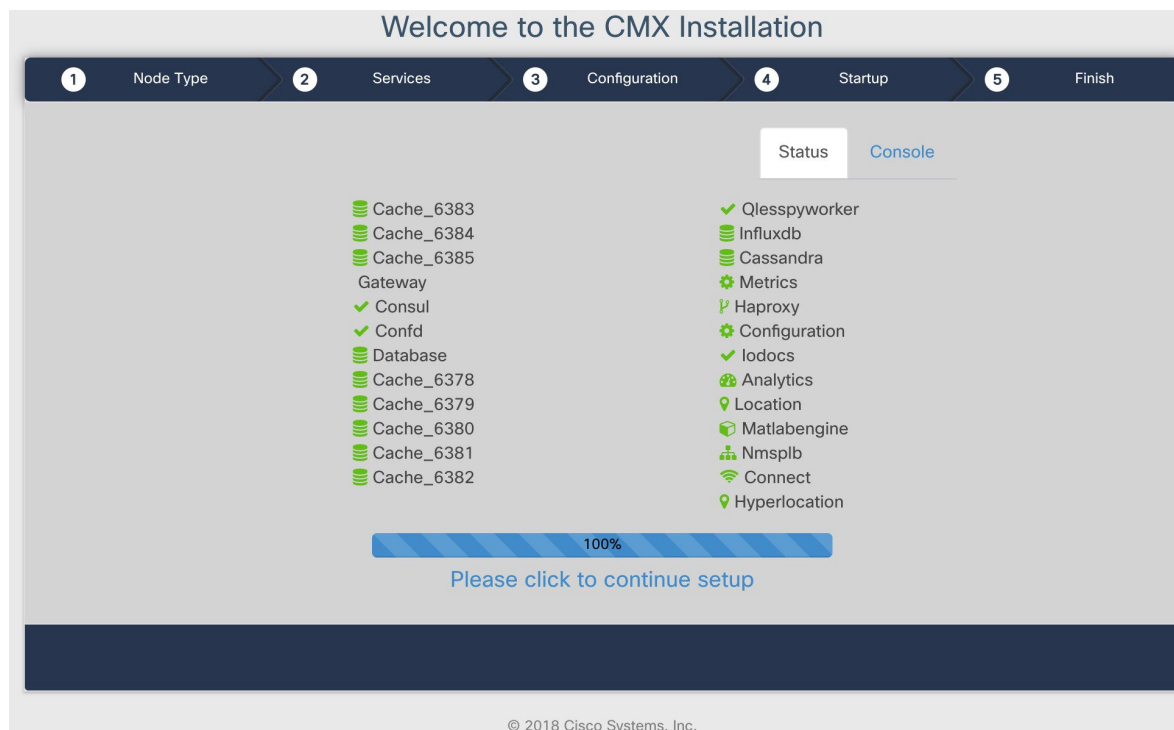 Welcome to the CMX Installation
1 Node Type 2 Services 3 Configuration 4 Startup 5 Finish
Status Console
Cache_6383
Cache_6384
Cache_6385
Gateway
Consul
Confd
Database
Cache_6378
Cache_6379
Cache_6380
Cache_6381
Cache_6382
Qlesspyworker
Influxdb
Cassandra
Metrics
Haproxy
Configuration
Iodocs
Analytics
Location
Matlabengine
Nmsplb
Connect
Hyperlocation
100%
Please click to continue setup
© 2018 Cisco Systems, Inc.